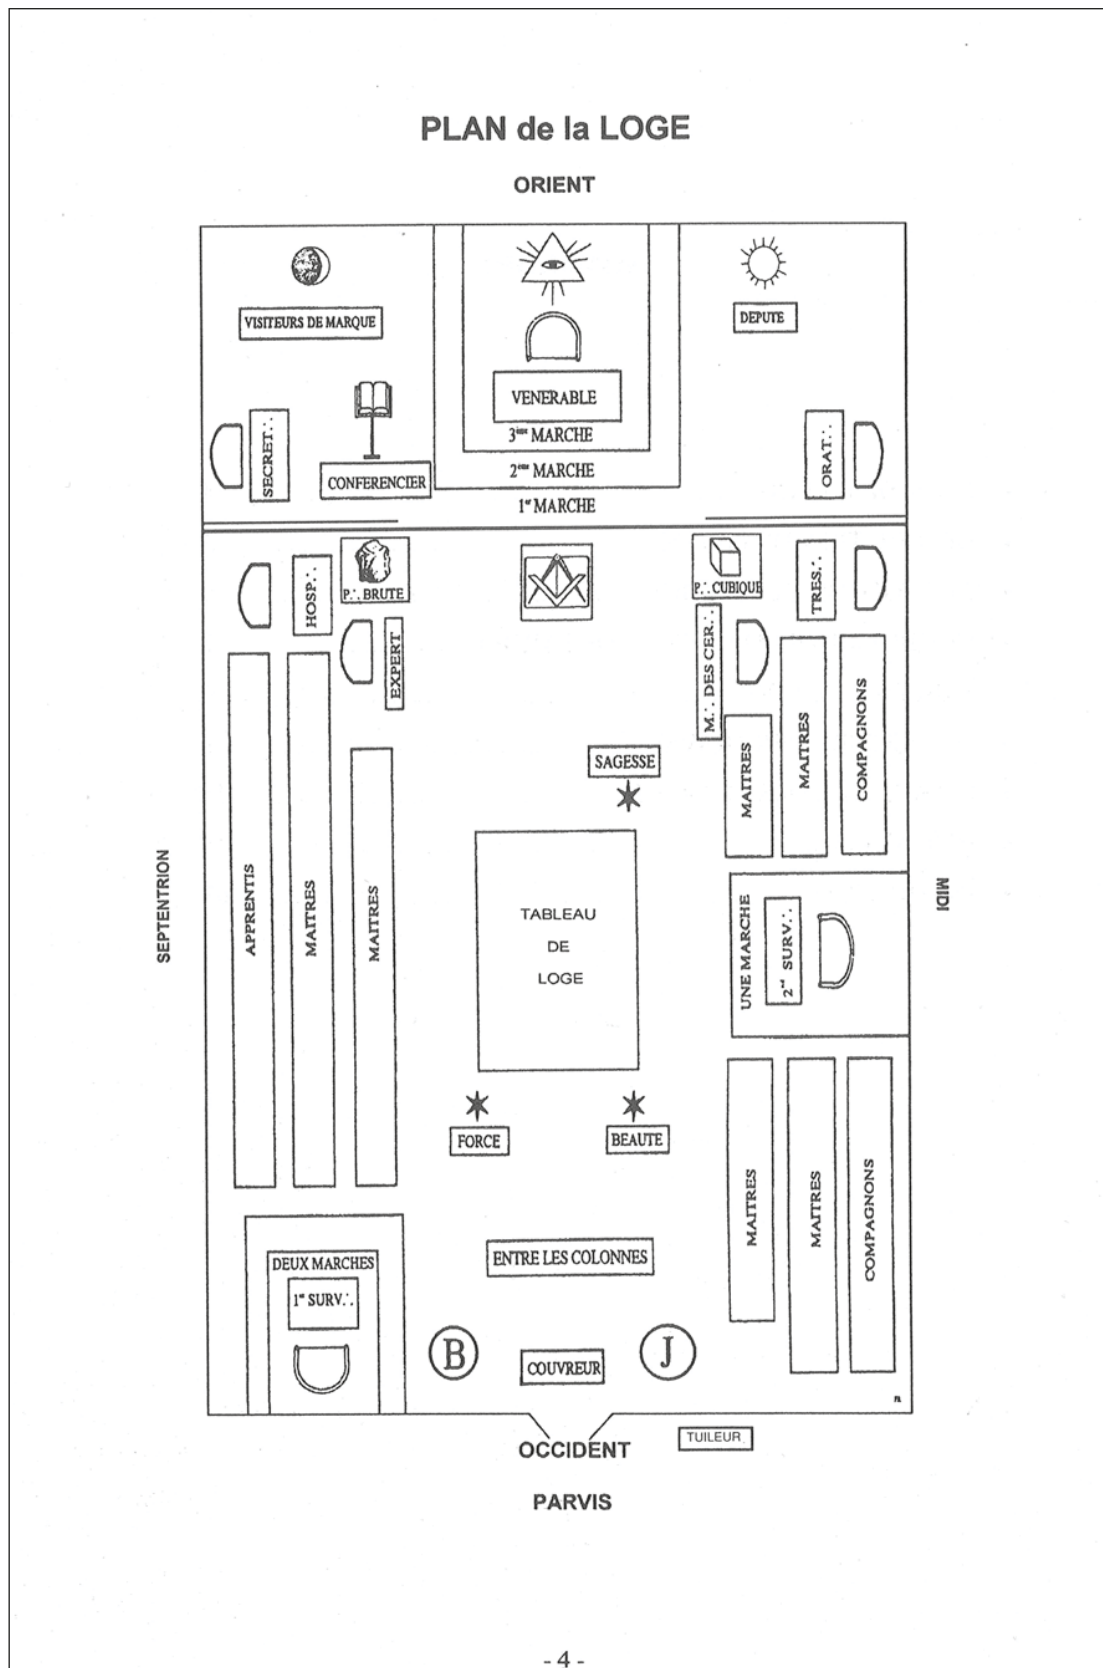 PLAN de la LOGE
ORIENT
VISITEURS DE MARQUE
DEPUTE
VENERABLE
3ème MARCHE
2ème MARCHE
1er MARCHE
SECRET∴
CONFERENCIER
ORAT∴
HOSP∴
P∴ BRUTE
P∴ CUBIQUE
TRES∴
EXPERT
M∴ DES CER∴
SAGESSE
MAITRES
MAITRES
COMPAGNONS
SEPTENTRION
APPRENTIS
MAITRES
MAITRES
TABLEAU
DE
LOGE
UNE MARCHE
2nd SURV∴
MIDI
FORCE
BEAUTE
MAITRES
MAITRES
COMPAGNONS
ENTRE LES COLONNES
DEUX MARCHES
1er SURV∴
B
J
COUVREUR
OCCIDENT
TUILEUR
PARVIS
- 4 -